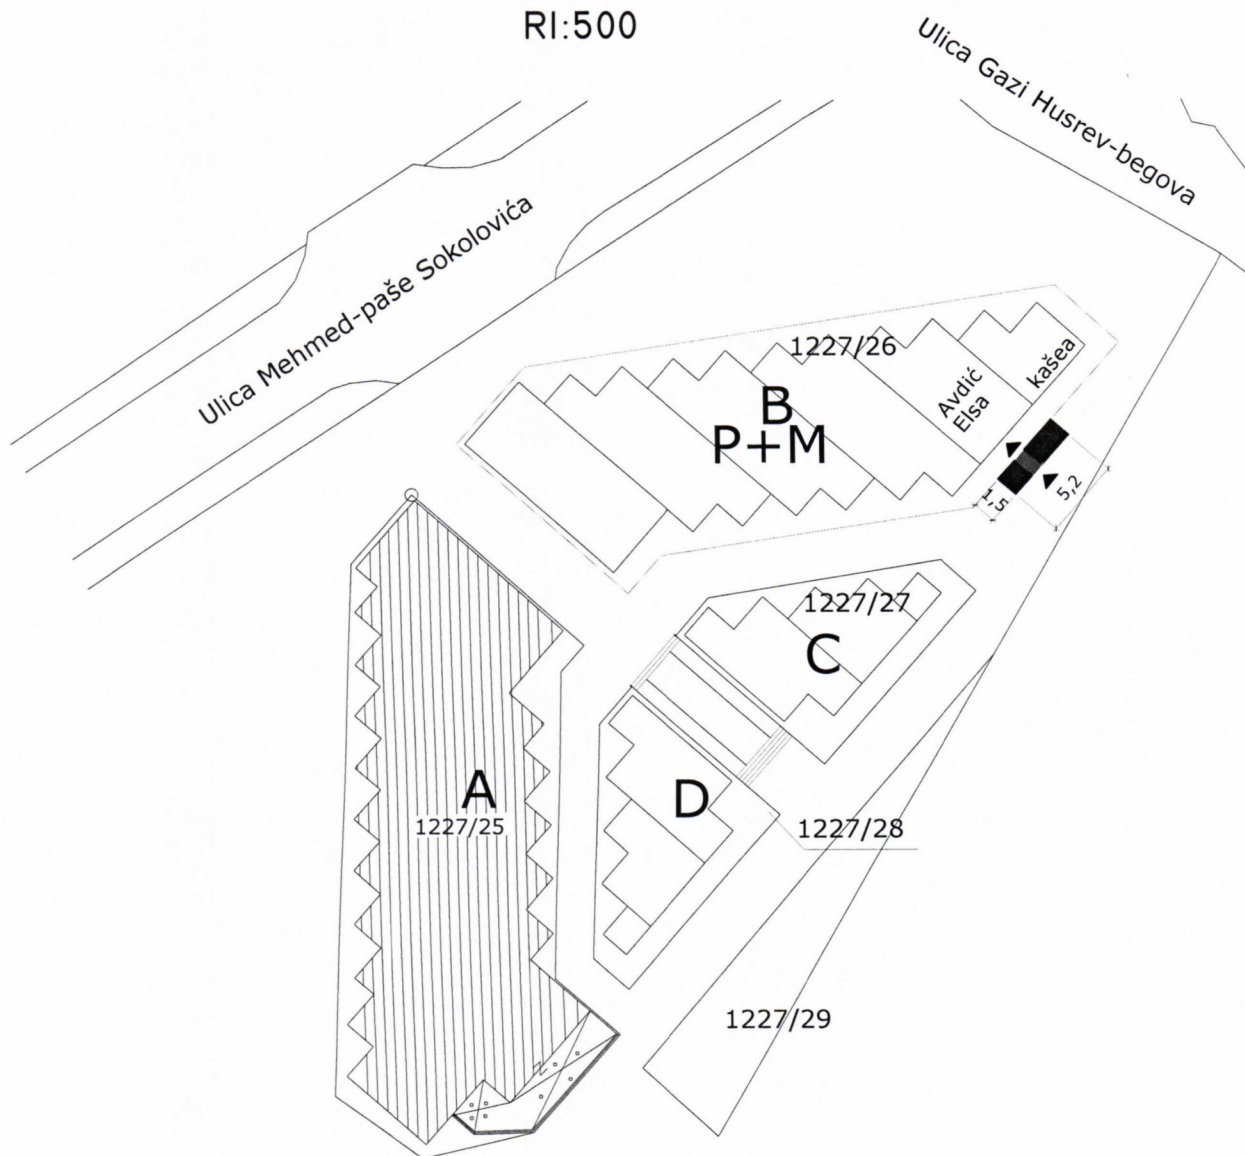 RI:500
Ulica Gazi Husrev-begova
Ulica Mehmed-paše Sokolovića
1227/26
kašea
Avdić
Elsa
B
P+M
1,5
5,2
1227/27
C
A
1227/25
D
1227/28
1227/29